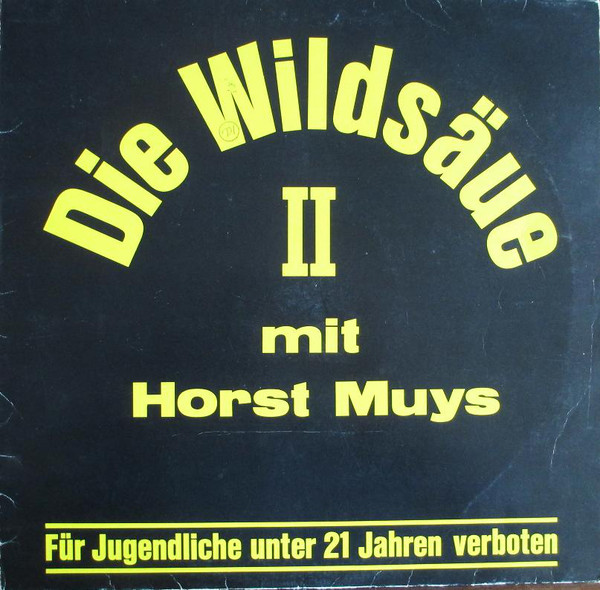 Die Wildsäue
II
mit
Horst Muys
Für Jugendliche unter 21 Jahren verboten